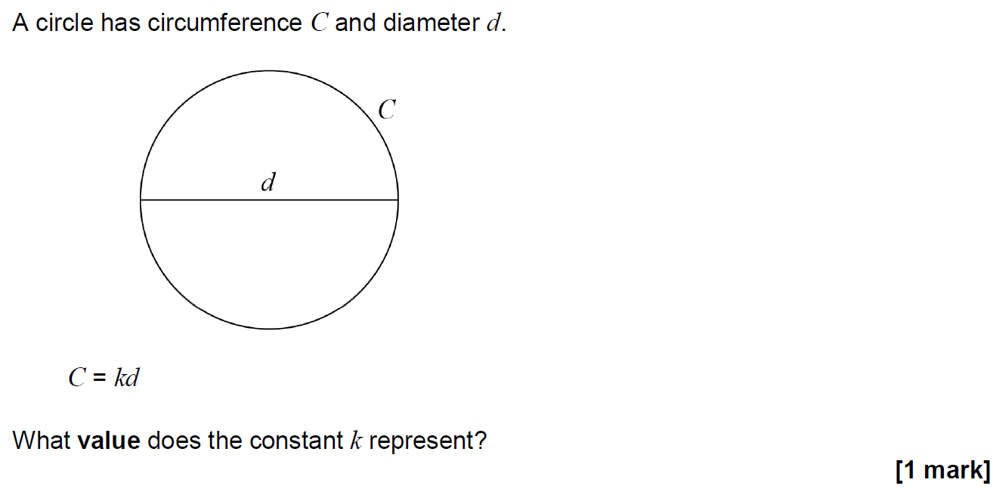 A circle has circumference C and diameter d.
C
d
C = kd
What value does the constant k represent?
[1 mark]